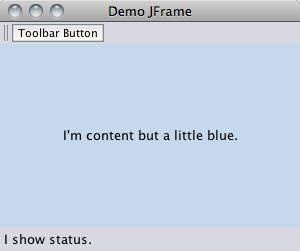 Demo JFrame
Toolbar Button
I'm content but a little blue.
I show status.